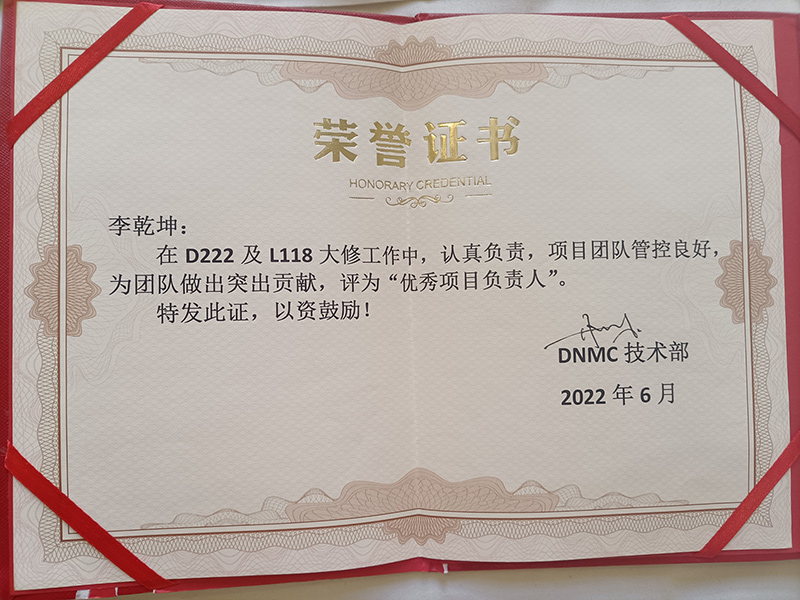 荣誉证书
HONORARY CREDENTIAL
李乾坤：
在 D222 及 L118 大修工作中，认真负责，项目团队管控良好，
为团队做出突出贡献，评为“优秀项目负责人”。
特发此证，以资鼓励！
DNMC 技术部
2022 年 6 月